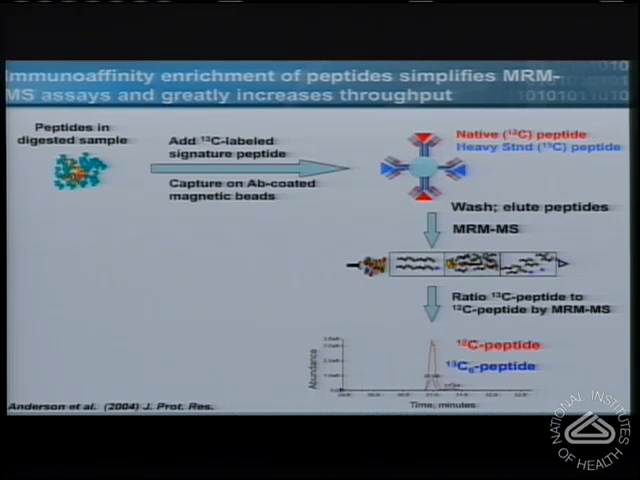 Immunoaffinity enrichment of peptides simplifies MRM-
MS assays and greatly increases throughput
Peptides in
digested sample
Add ¹³C-labeled
signature peptide
Capture on Ab-coated
magnetic beads
Native (¹²C) peptide
Heavy Stnd (¹³C) peptide
Wash; elute peptides
MRM-MS
Ratio ¹³C-peptide to
¹²C-peptide by MRM-MS
¹²C-peptide
¹³C₆-peptide
Abundance
Time, minutes
Anderson et al. (2004) J. Prot. Res.
NATIONAL INSTITUTES
OF HEALTH